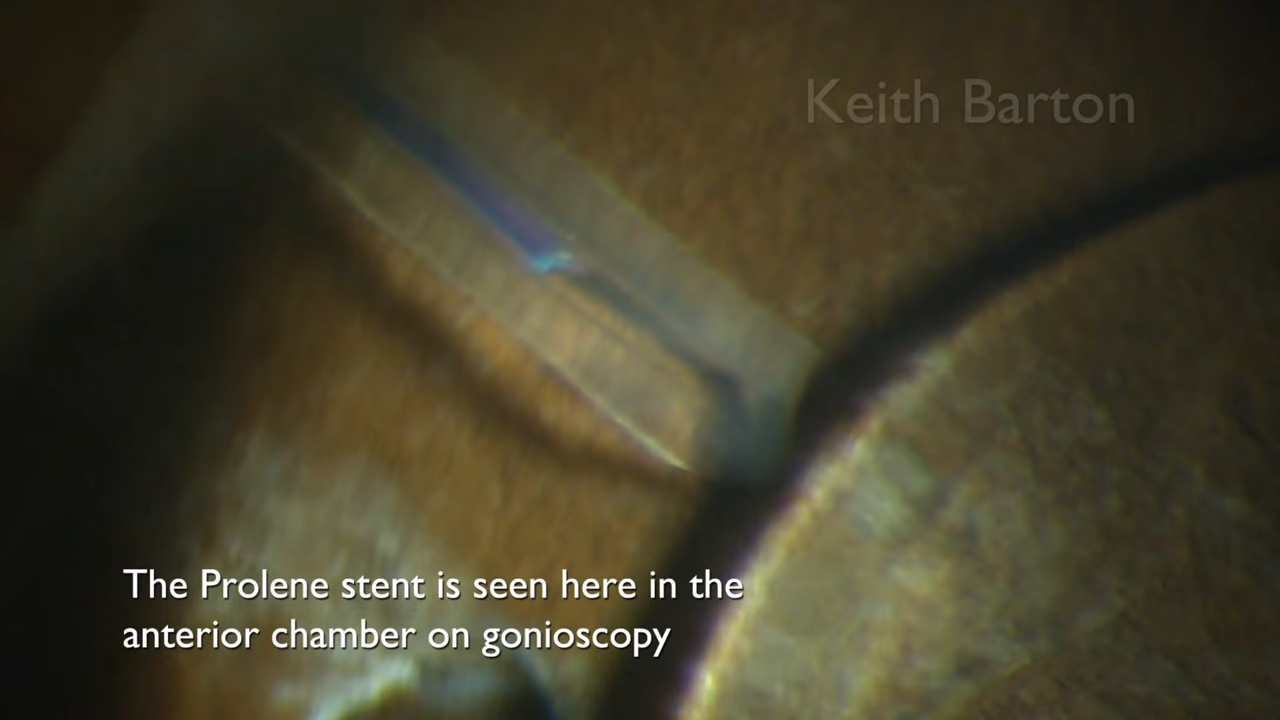 Keith Barton
The Prolene stent is seen here in the
anterior chamber on gonioscopy